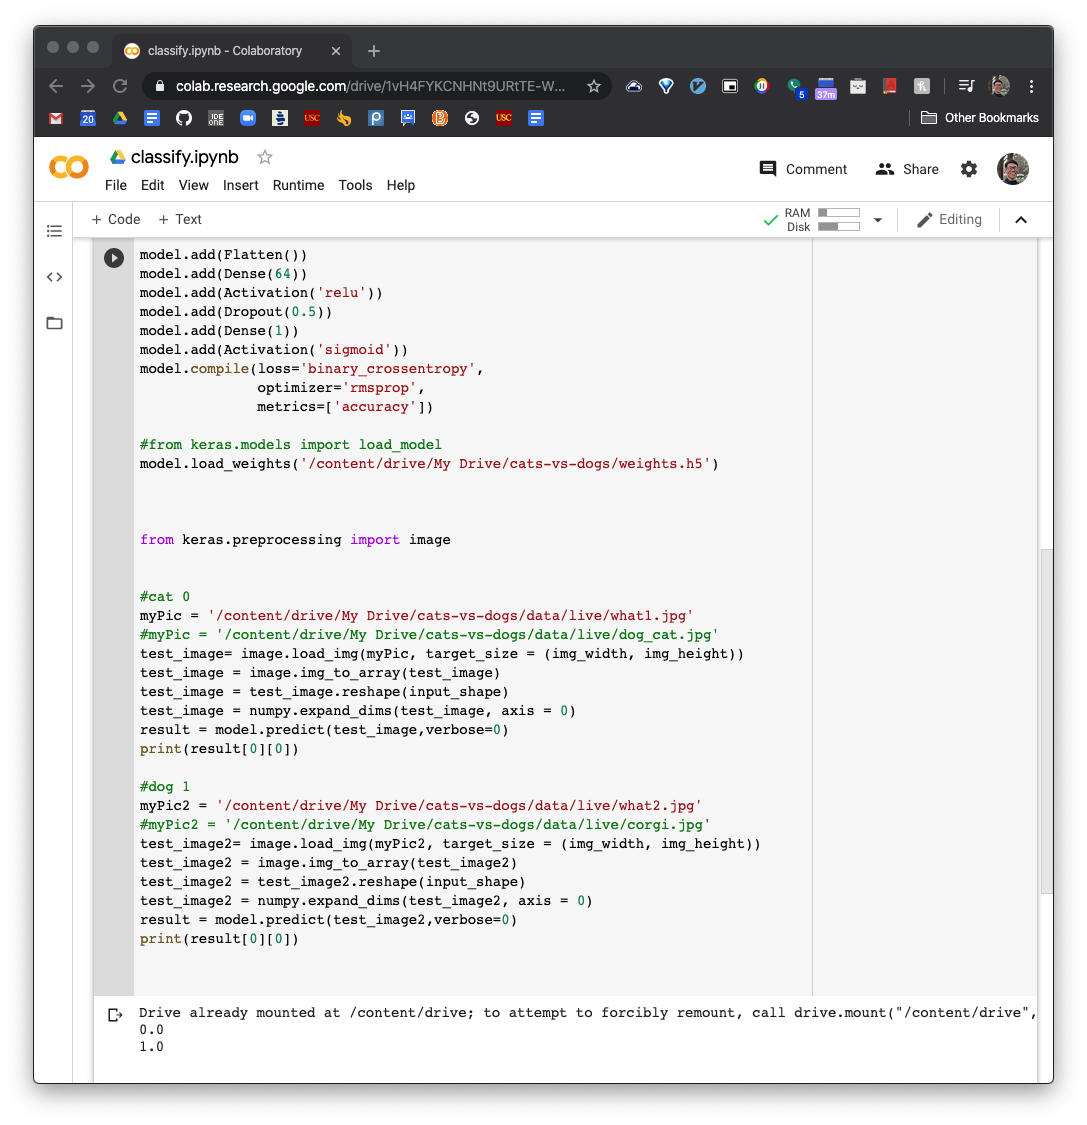 classify.ipynb - Colaboratory
colab.research.google.com/drive/1vH4FYKCNHNt9URtTE-W...
5
37m
20
IDE
ONE
USC
USC
Other Bookmarks
classify.ipynb
File Edit View Insert Runtime Tools Help
Comment
Share
+ Code + Text
RAM
Disk
Editing
model.add(Flatten())
model.add(Dense(64))
model.add(Activation('relu'))
model.add(Dropout(0.5))
model.add(Dense(1))
model.add(Activation('sigmoid'))
model.compile(loss='binary_crossentropy',
optimizer='rmsprop',
metrics=['accuracy'])
#from keras.models import load_model
model.load_weights('/content/drive/My Drive/cats-vs-dogs/weights.h5')
from keras.preprocessing import image
#cat 0
myPic = '/content/drive/My Drive/cats-vs-dogs/data/live/what1.jpg'
#myPic = '/content/drive/My Drive/cats-vs-dogs/data/live/dog_cat.jpg'
test_image= image.load_img(myPic, target_size = (img_width, img_height))
test_image = image.img_to_array(test_image)
test_image = test_image.reshape(input_shape)
test_image = numpy.expand_dims(test_image, axis = 0)
result = model.predict(test_image,verbose=0)
print(result[0][0])
#dog 1
myPic2 = '/content/drive/My Drive/cats-vs-dogs/data/live/what2.jpg'
#myPic2 = '/content/drive/My Drive/cats-vs-dogs/data/live/corgi.jpg'
test_image2= image.load_img(myPic2, target_size = (img_width, img_height))
test_image2 = image.img_to_array(test_image2)
test_image2 = test_image2.reshape(input_shape)
test_image2 = numpy.expand_dims(test_image2, axis = 0)
result = model.predict(test_image2,verbose=0)
print(result[0][0])
Drive already mounted at /content/drive; to attempt to forcibly remount, call drive.mount("/content/drive",
0.0
1.0